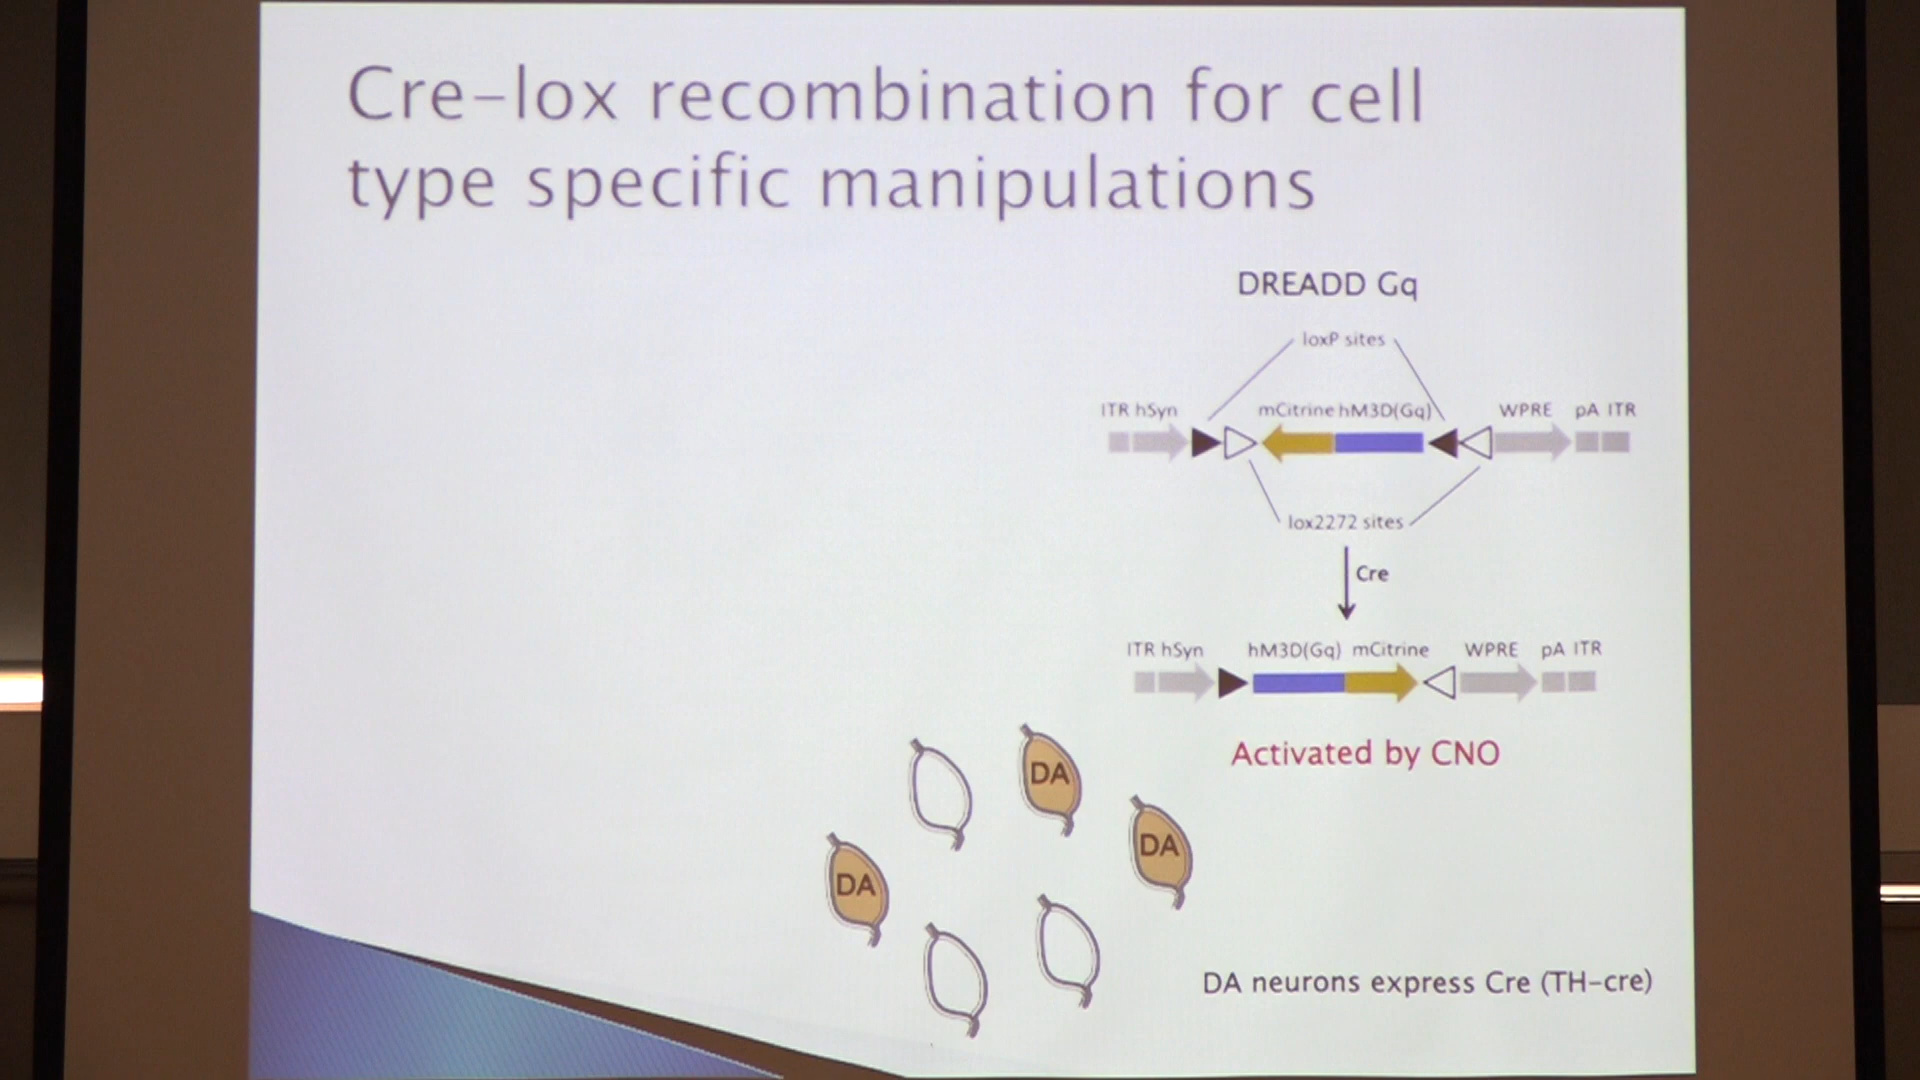 Cre-lox recombination for cell
type specific manipulations
DREADD Gq
loxP sites
ITR hSyn mCitrine hM3D(Gq) WPRE pA ITR
lox2272 sites
Cre
ITR hSyn hM3D(Gq) mCitrine WPRE pA ITR
Activated by CNO
DA
DA
DA
DA neurons express Cre (TH-cre)